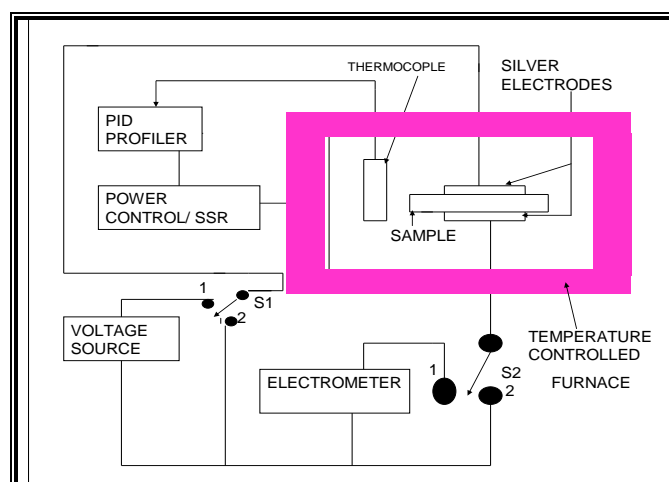 THERMOCOPLE
SILVER
ELECTRODES
PID
PROFILER
POWER
CONTROL/ SSR
SAMPLE
1
S1
2
VOLTAGE
SOURCE
ELECTROMETER
1
S2
2
TEMPERATURE
CONTROLLED
FURNACE